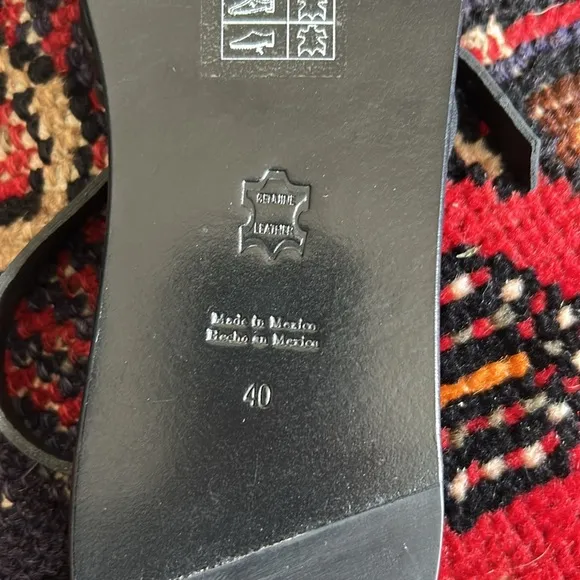 GENUINE
LEATHER
Made in Mexico
Hecho en Mexico
40